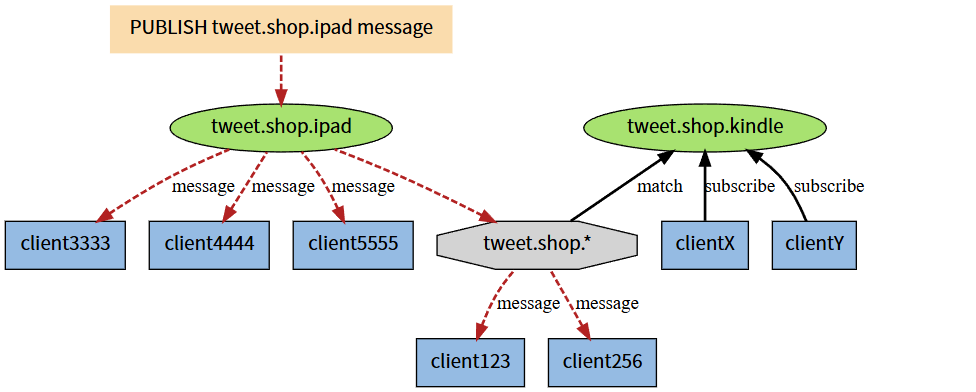 PUBLISH tweet.shop.ipad message
tweet.shop.ipad
tweet.shop.kindle
message
message
message
match
subscribe
subscribe
client3333
client4444
client5555
tweet.shop.*
clientX
clientY
message
message
client123
client256